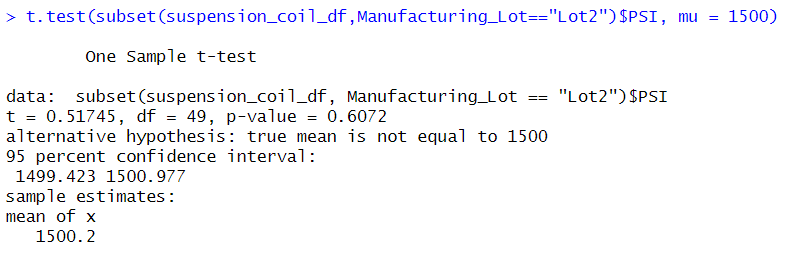 > t.test(subset(suspension_coil_df,Manufacturing_Lot=="Lot2")$PSI, mu = 1500)
One Sample t-test
data:  subset(suspension_coil_df, Manufacturing_Lot == "Lot2")$PSI
t = 0.51745, df = 49, p-value = 0.6072
alternative hypothesis: true mean is not equal to 1500
95 percent confidence interval:
1499.423 1500.977
sample estimates:
mean of x
1500.2